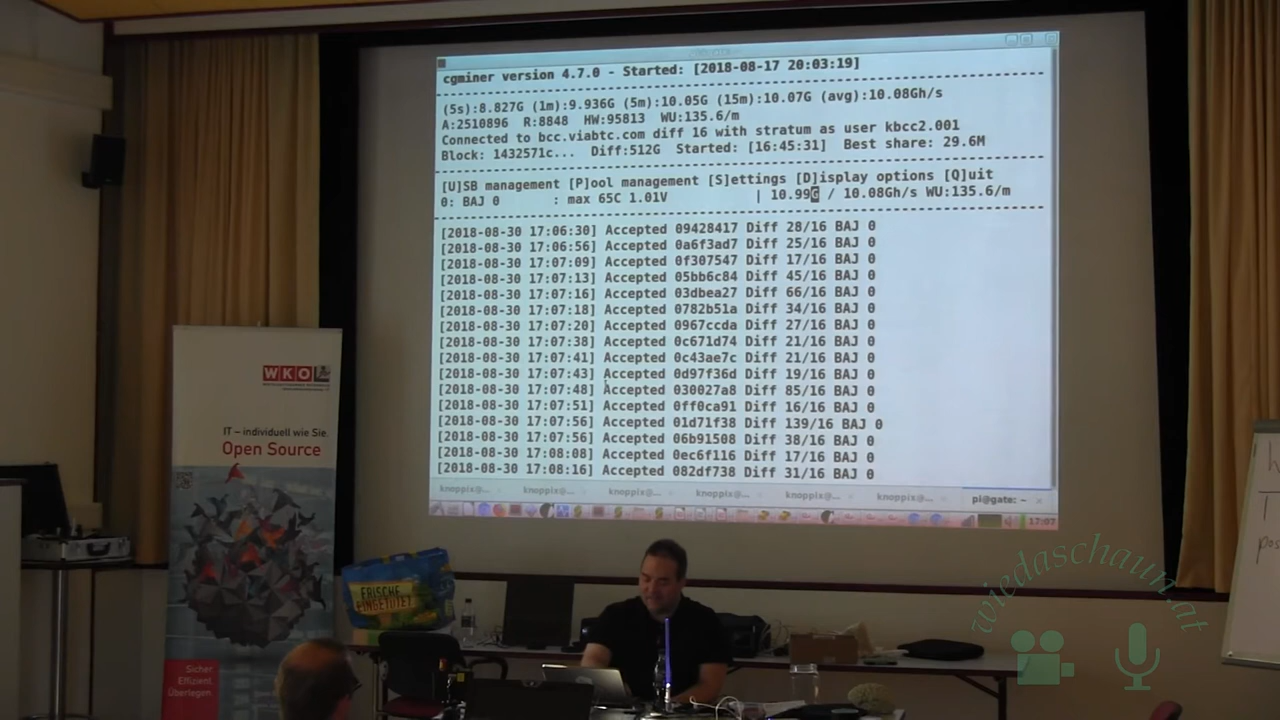 cgminer version 4.7.0 - Started: [2018-08-17 20:03:19]
(5s):8.827G (1m):9.936G (5m):10.05G (15m):10.07G (avg):10.08Gh/s
A:2510896 R:8848 HW:95813 WU:135.6/m
Connected to bcc.viabtc.com diff 16 with stratum as user kbcc2.001
Block: 1432571c... Diff:512G Started: [16:45:31] Best share: 29.6M
[U]SB management [P]ool management [S]ettings [D]isplay options [Q]uit
0: BAJ 0 : max 65C 1.01V | 10.99G / 10.08Gh/s WU:135.6/m
[2018-08-30 17:06:30] Accepted 09428417 Diff 28/16 BAJ 0
[2018-08-30 17:06:56] Accepted 0a6f3ad7 Diff 25/16 BAJ 0
[2018-08-30 17:07:09] Accepted 0f307547 Diff 17/16 BAJ 0
[2018-08-30 17:07:13] Accepted 05bb6c84 Diff 45/16 BAJ 0
[2018-08-30 17:07:16] Accepted 03dbea27 Diff 66/16 BAJ 0
[2018-08-30 17:07:18] Accepted 0782b51a Diff 34/16 BAJ 0
[2018-08-30 17:07:20] Accepted 0967ccda Diff 27/16 BAJ 0
[2018-08-30 17:07:38] Accepted 0c671d74 Diff 21/16 BAJ 0
[2018-08-30 17:07:41] Accepted 0c43ae7c Diff 21/16 BAJ 0
[2018-08-30 17:07:43] Accepted 0d97f36d Diff 19/16 BAJ 0
[2018-08-30 17:07:48] Accepted 030027a8 Diff 85/16 BAJ 0
[2018-08-30 17:07:51] Accepted 0ff0ca91 Diff 16/16 BAJ 0
[2018-08-30 17:07:56] Accepted 01d71f38 Diff 139/16 BAJ 0
[2018-08-30 17:07:56] Accepted 06b91508 Diff 38/16 BAJ 0
[2018-08-30 17:08:08] Accepted 0ec6f116 Diff 17/16 BAJ 0
[2018-08-30 17:08:16] Accepted 082df738 Diff 31/16 BAJ 0
knoppix@... knoppix@... knoppix@... knoppix@... knoppix@... knoppix@... pi@gate: ~
17:07
WKO
IT – individuell wie Sie.
Open Source
Sicher.
Effizient.
Überlegen.
FRISCHE
EINGETÜTET
wiedaschaun.at